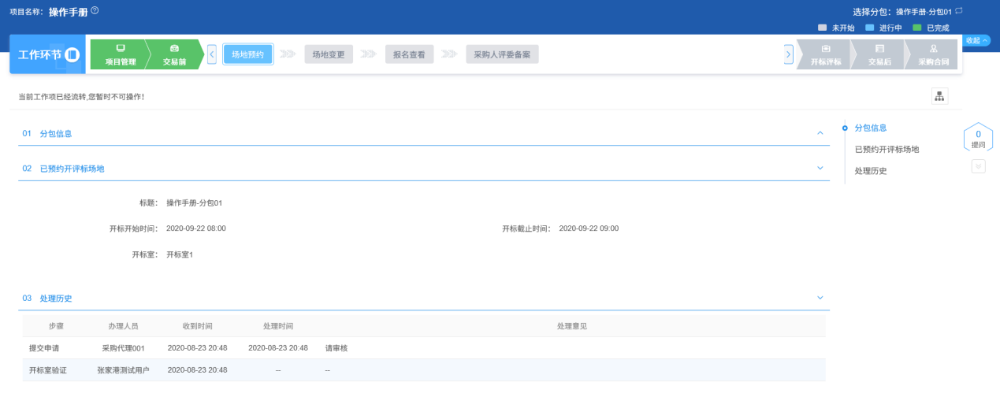 项目名称: 操作手册
选择分包: 操作手册-分包01
未开始 进行中 已完成
收起
工作环节
项目管理 交易前 场地预约 场地变更 报名查看 采购人评委备案 开标评标 交易后 采购合同
当前工作项已经流转,您暂时不可操作!
01 分包信息
02 已预约开评标场地
标题: 操作手册-分包01
开标开始时间: 2020-09-22 08:00 开标截止时间: 2020-09-22 09:00
开标室: 开标室1
03 处理历史
步骤 办理人员 收到时间 处理时间 处理意见
提交申请 采购代理001 2020-08-23 20:48 2020-08-23 20:48 请审核
开标室验证 张家港测试用户 2020-08-23 20:48 -- --
分包信息
已预约开评标场地
处理历史
0
提问